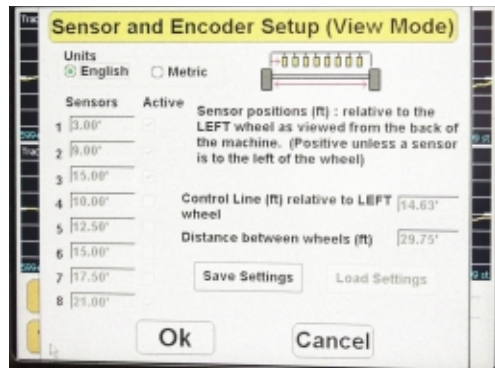 Trac
Sensor and Encoder Setup (View Mode)
Units
English
Metric
Sensors Active
Sensor positions (ft) : relative to the
LEFT wheel as viewed from the back of
the machine. (Positive unless a sensor
is to the left of the wheel)
1 3.00'
2 9.00'
3 15.00'
4 10.00'
5 12.50'
6 15.00'
7 17.50'
8 21.00'
Control Line (ft) relative to LEFT
wheel
14.63'
Distance between wheels (ft) 29.75'
Save Settings Load Settings
Ok Cancel